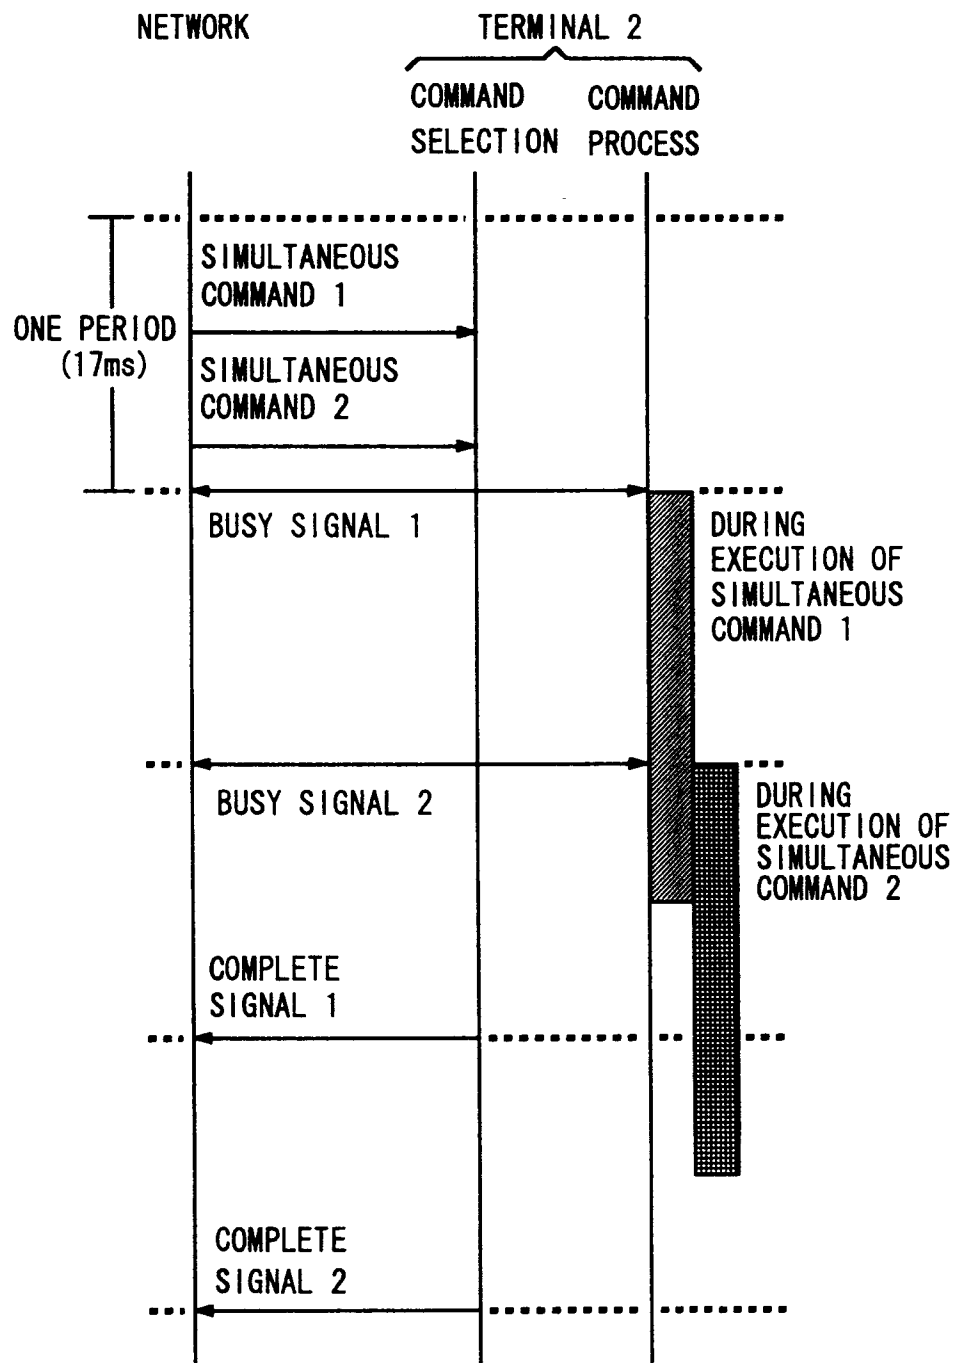 NETWORK
TERMINAL 2
COMMAND
SELECTION
COMMAND
PROCESS
SIMULTANEOUS
COMMAND 1
ONE PERIOD
(17ms)
SIMULTANEOUS
COMMAND 2
BUSY SIGNAL 1
DURING
EXECUTION OF
SIMULTANEOUS
COMMAND 1
BUSY SIGNAL 2
DURING
EXECUTION OF
SIMULTANEOUS
COMMAND 2
COMPLETE
SIGNAL 1
COMPLETE
SIGNAL 2